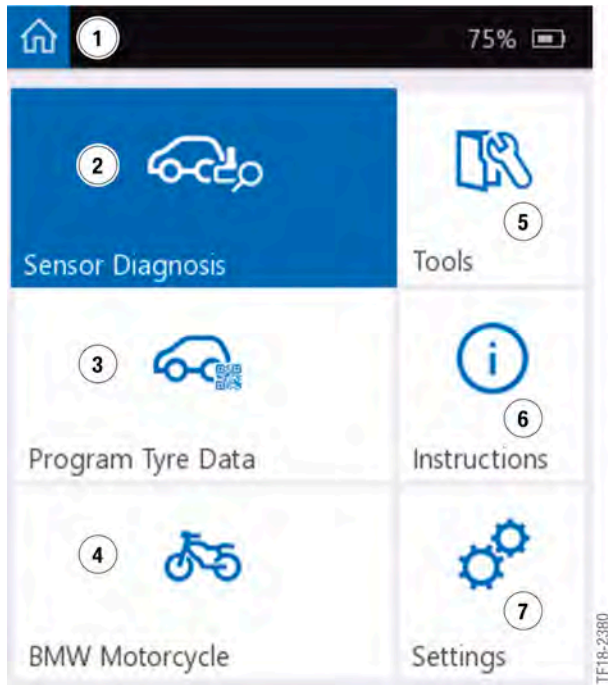 1
75%
2
Sensor Diagnosis
5
Tools
3
Program Tyre Data
6
Instructions
4
BMW Motorcycle
7
Settings
TF18-2380